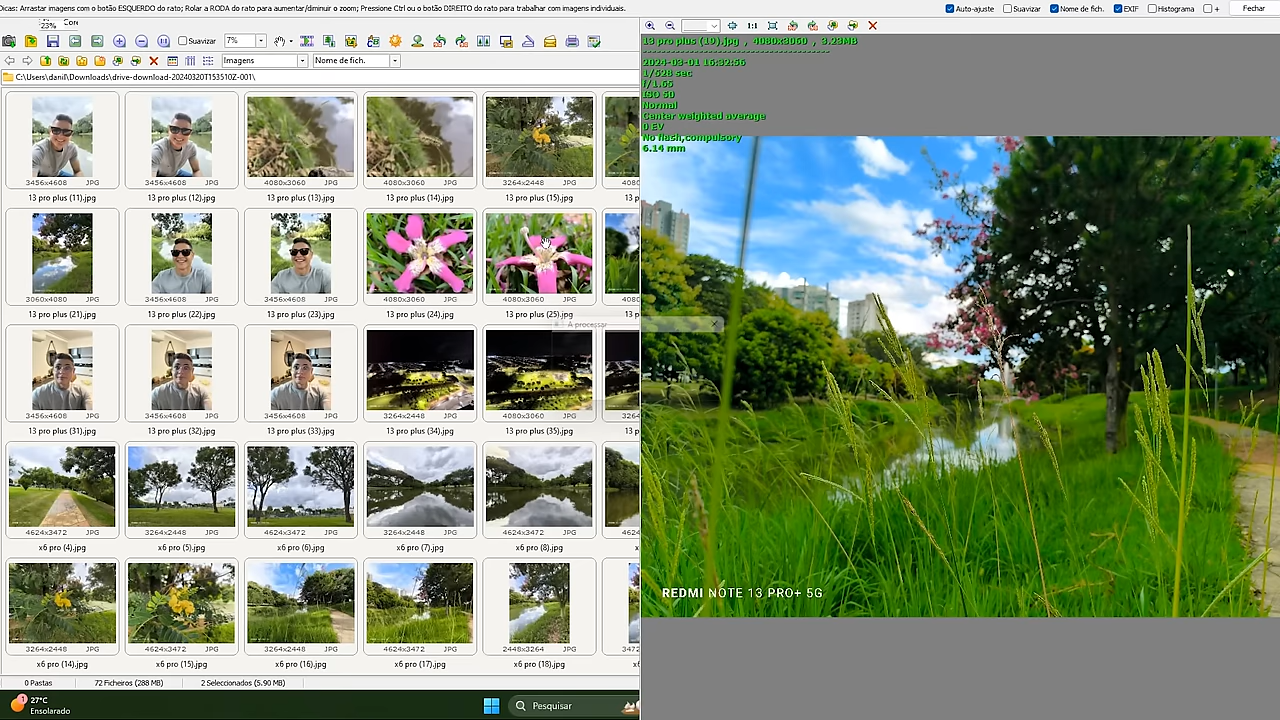 Dicas: Arrastar imagens com o botão ESQUERDO do rato; Rolar a RODA do rato para aumentar/diminuir o zoom; Pressione Ctrl ou o botão DIREITO do rato para trabalhar com imagens individuais.
Auto-ajuste Suavizar Nome de fich. EXIF Histograma + Fechar
23%
Suavizar 7%
1:1
Imagens Nome de fich.
C:\Users\danil\Downloads\drive-download-20240320T153510Z-001\
13 pro plus (10).jpg , 4080x3060 , 3.23MB
2024-03-01 16:32:56
1/628 sec
f/1.65
ISO 50
Normal
Center weighted average
0 EV
No flash,compulsory
6.14 mm
3456x4608 JPG 3456x4608 JPG 4080x3060 JPG 4080x3060 JPG 3264x2448 JPG
13 pro plus (11).jpg 13 pro plus (12).jpg 13 pro plus (13).jpg 13 pro plus (14).jpg 13 pro plus (15).jpg
3060x4080 JPG 3456x4608 JPG 3456x4608 JPG 4080x3060 JPG 4080x3060 JPG
13 pro plus (21).jpg 13 pro plus (22).jpg 13 pro plus (23).jpg 13 pro plus (24).jpg 13 pro plus (25).jpg
A processar
3456x4608 JPG 3456x4608 JPG 3456x4608 JPG 3264x2448 JPG 4080x3060 JPG
13 pro plus (31).jpg 13 pro plus (32).jpg 13 pro plus (33).jpg 13 pro plus (34).jpg 13 pro plus (35).jpg
4624x3472 JPG 3264x2448 JPG 4624x3472 JPG 3264x2448 JPG 4624x3472 JPG
x6 pro (4).jpg x6 pro (5).jpg x6 pro (6).jpg x6 pro (7).jpg x6 pro (8).jpg
REDMI NOTE 13 PRO+ 5G
3264x2448 JPG 4624x3472 JPG 3264x2448 JPG 4624x3472 JPG 2448x3264 JPG
x6 pro (14).jpg x6 pro (15).jpg x6 pro (16).jpg x6 pro (17).jpg x6 pro (18).jpg
0 Pastas 72 Ficheiros (288 MB) 2 Seleccionados (5.90 MB)
1
27°C
Ensolarado
Pesquisar